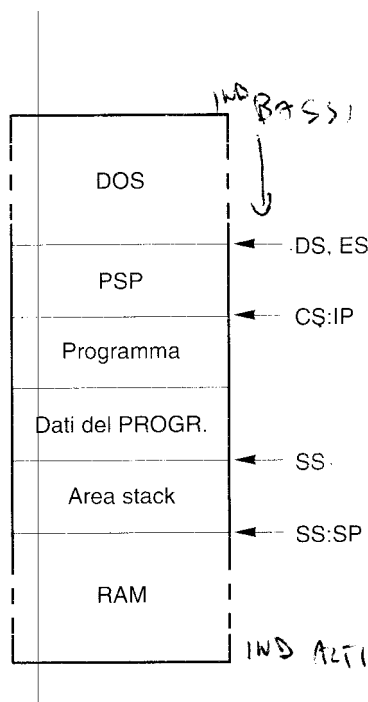 IND BASSI
DOS
DS, ES
PSP
CS:IP
Programma
Dati del PROGR.
SS
Area stack
SS:SP
RAM
IND ALTI